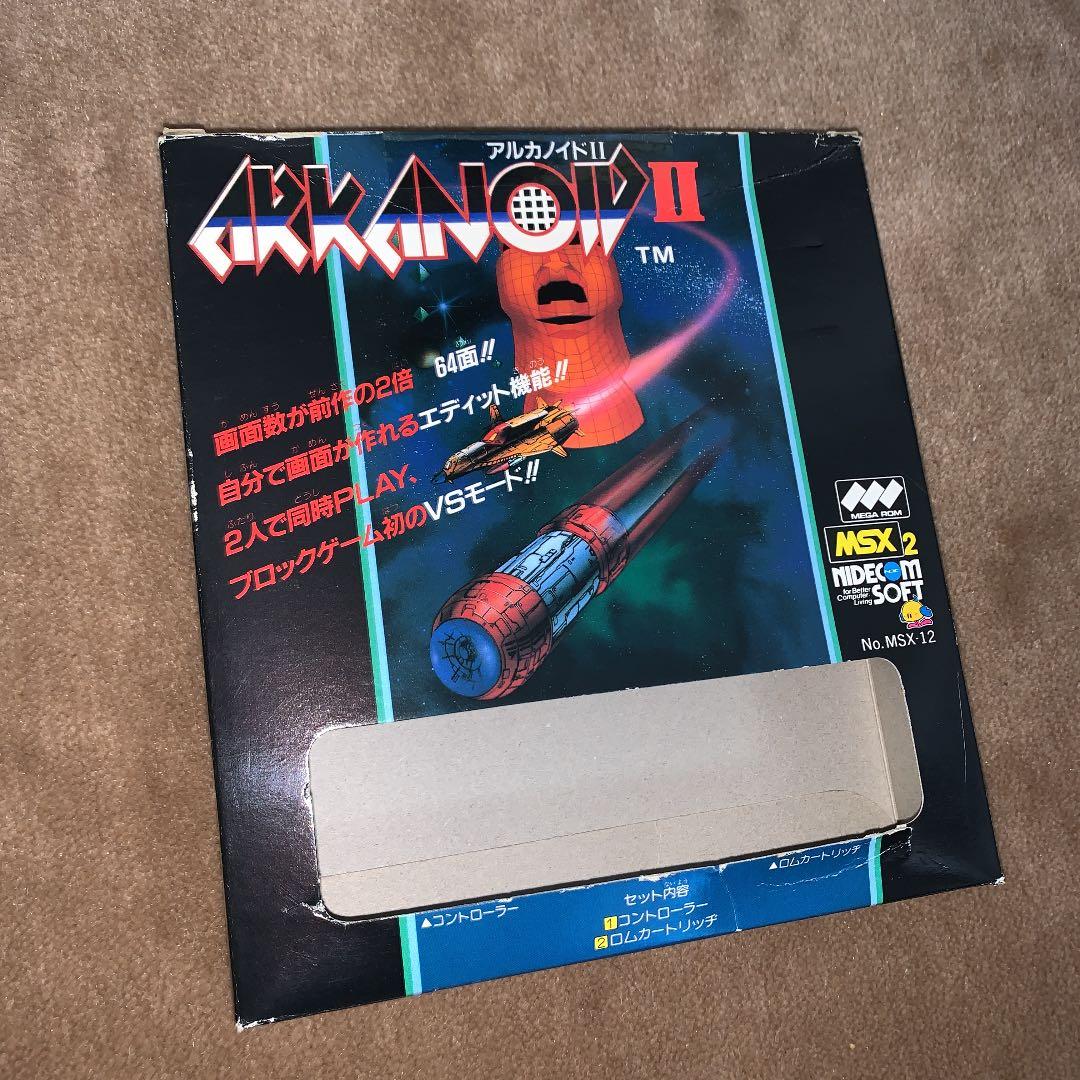 アルカノイドII
ARKANOID II
TM
画面数が前作の2倍 64面!!
自分で画面が作れるエディット機能!!
2人で同時PLAY、
ブロックゲーム初のVSモード!!
MEGA ROM
MSX 2
NIDECOM
for Better
Computer
Living
SOFT
No.MSX-12
▲ロムカートリッヂ
▲コントローラー
セット内容
1 コントローラー
2 ロムカートリッヂ